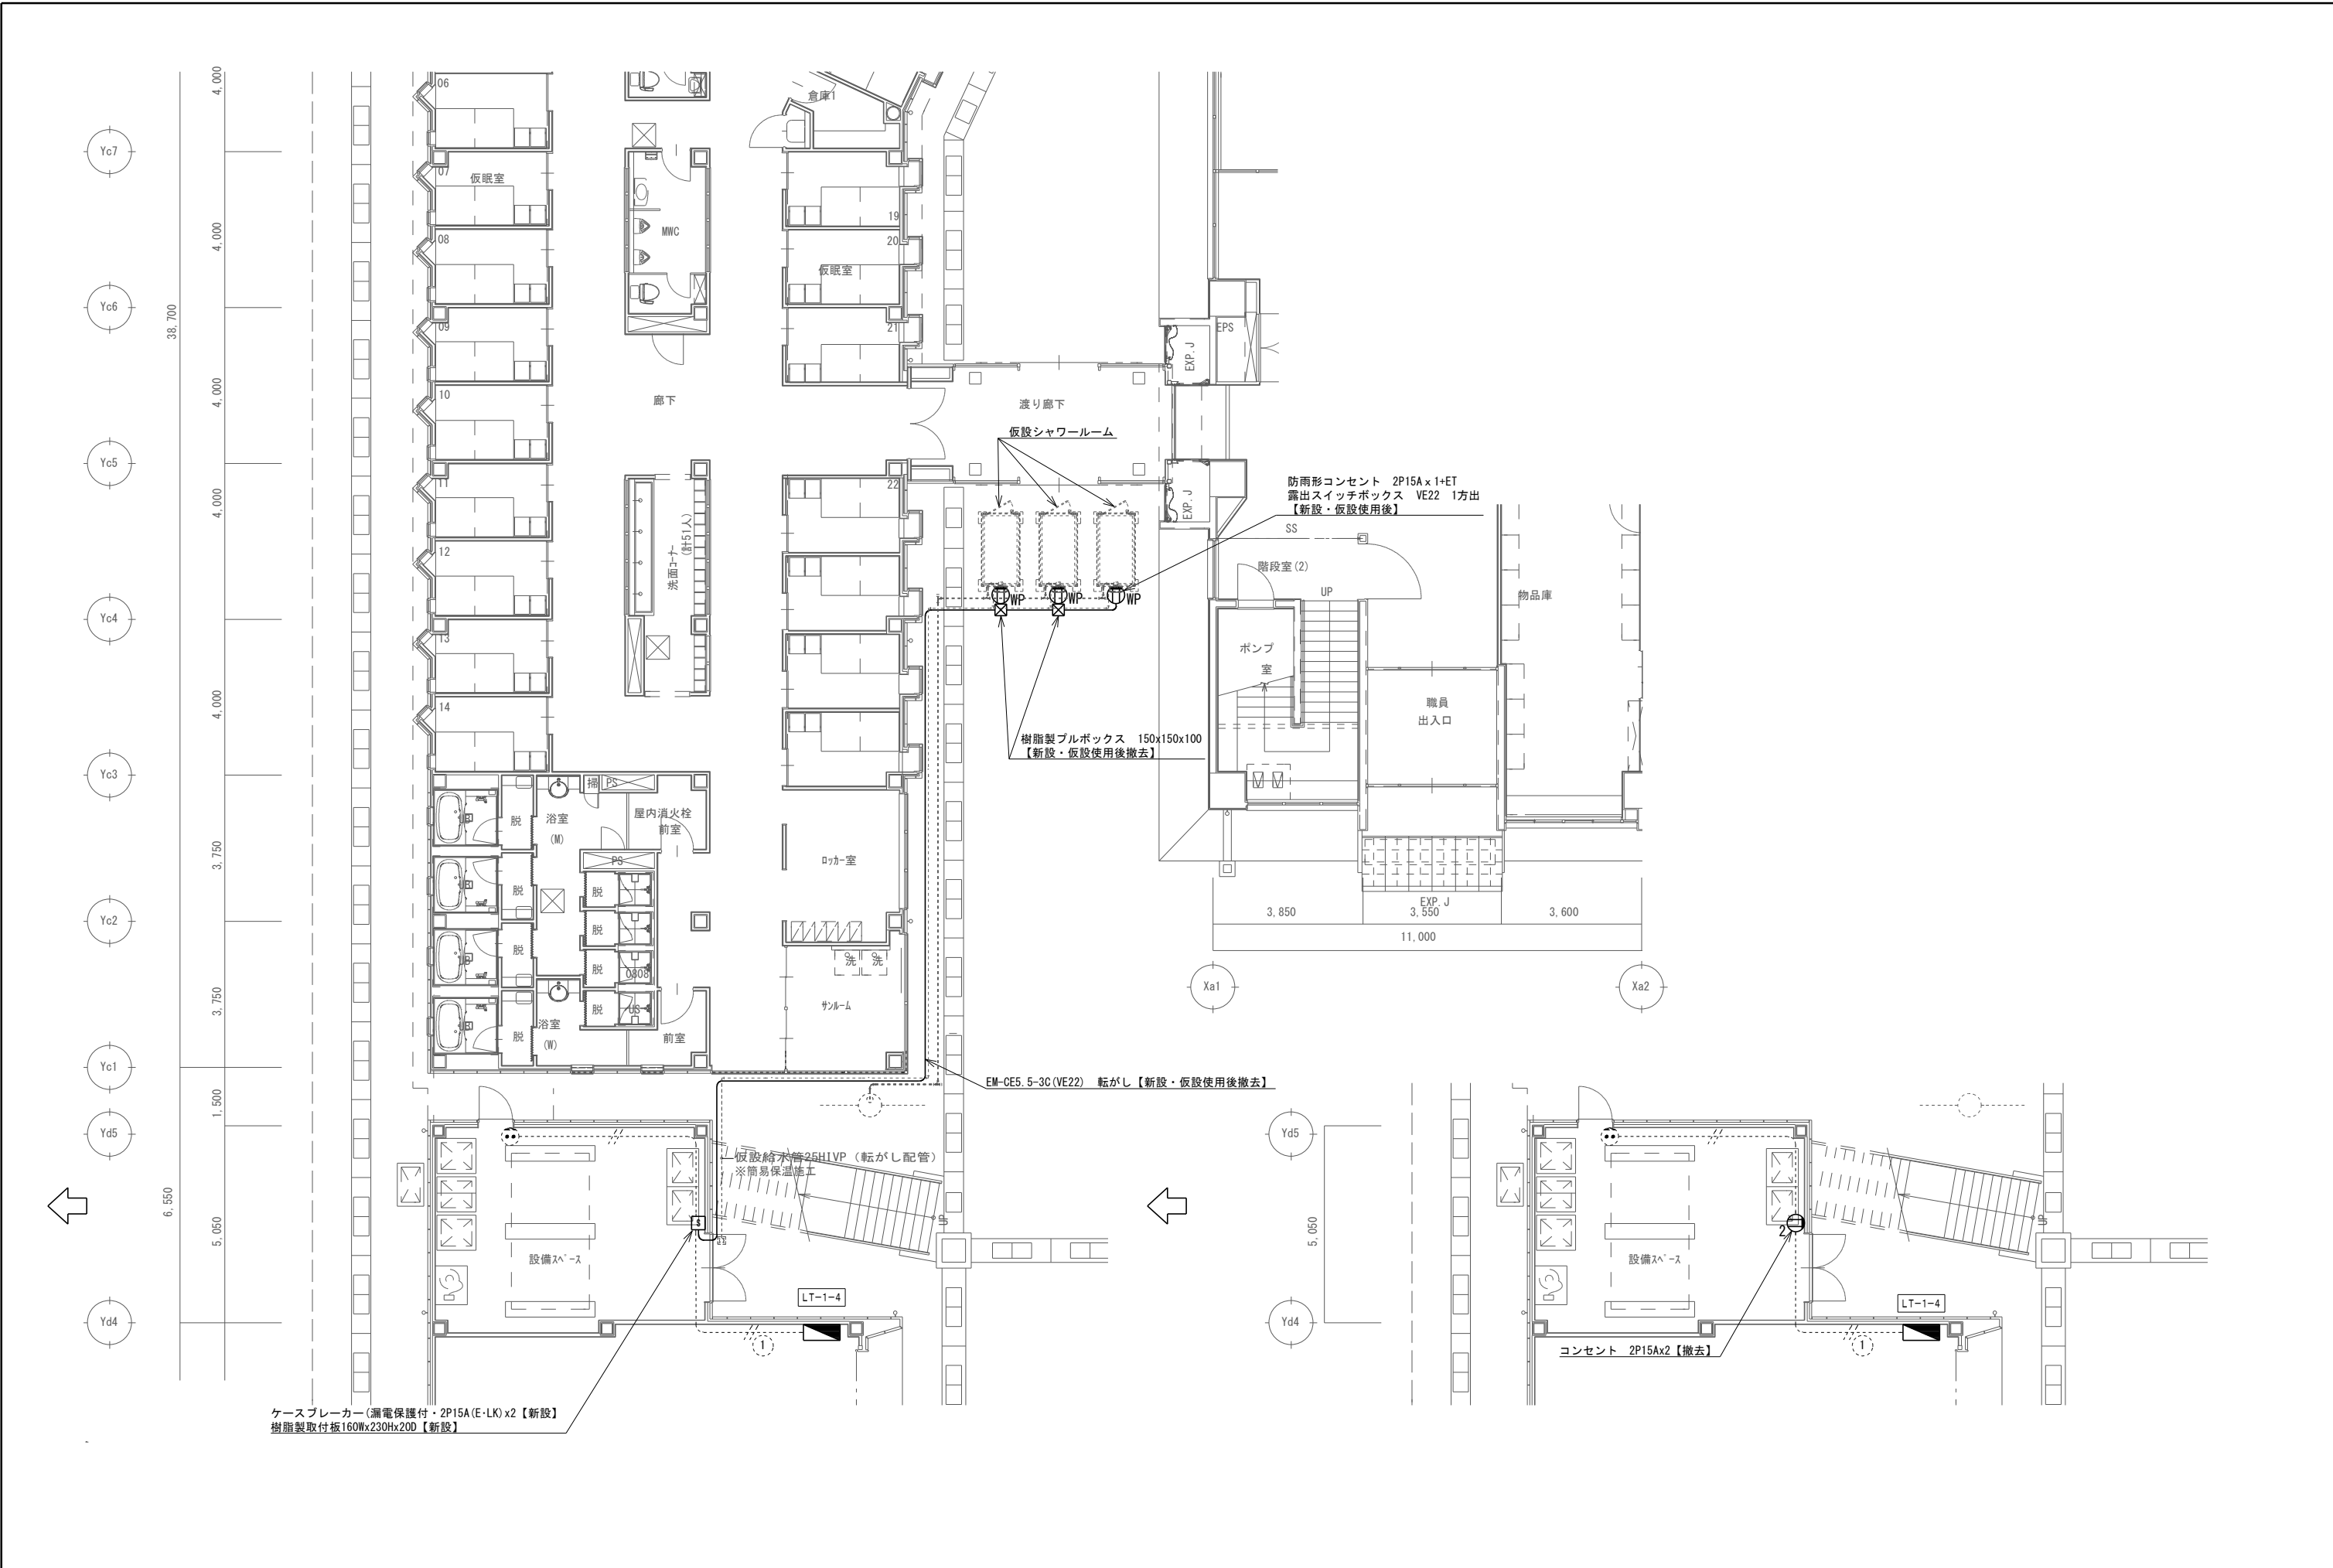 06
倉庫1
4,000
Yc7
07
仮眠室
19
4,000
08
MWC
20
仮眠室
Yc6
38,700
09
21
EPS
EXP.J
4,000
10
廊下
渡り廊下
仮設シャワールーム
Yc5
11
22
防雨形コンセント 2P15Ax1+ET
露出スイッチボックス VE22 1方出
【新設・仮設使用後】
4,000
EXP.J
SS
12
洗面コーナー
(計51人)
階段室(2)
UP
物品庫
WP
WP
WP
Yc4
13
ポンプ
室
4,000
14
職員
出入口
樹脂製プルボックス 150x150x100
【新設・仮設使用後撤去】
Yc3
掃
PS
UB
脱
浴室
(M)
屋内消火栓
前室
3,750
PS
ロッカー室
UB
脱
脱
Yc2
3,850
EXP.J
3,550
3,600
脱
11,000
UB
脱
脱
0808
洗
洗
Xa1
Xa2
3,750
脱
US
サンルーム
UB
脱
浴室
(W)
前室
Yc1
EM-CE5.5-3C(VE22) 転がし【新設・仮設使用後撤去】
1,500
Yd5
Yd5
仮設給水管25HIVP（転がし配管）
※簡易保温施工
6,550
5,050
S
UP
設備スペース
LT-1-4
Yd4
1
5,050
2
UP
設備スペース
LT-1-4
Yd4
1
コンセント 2P15Ax2【撤去】
ケースブレーカー(漏電保護付・2P15A(E・LK)x2【新設】
樹脂製取付板160Wx230Hx20D【新設】